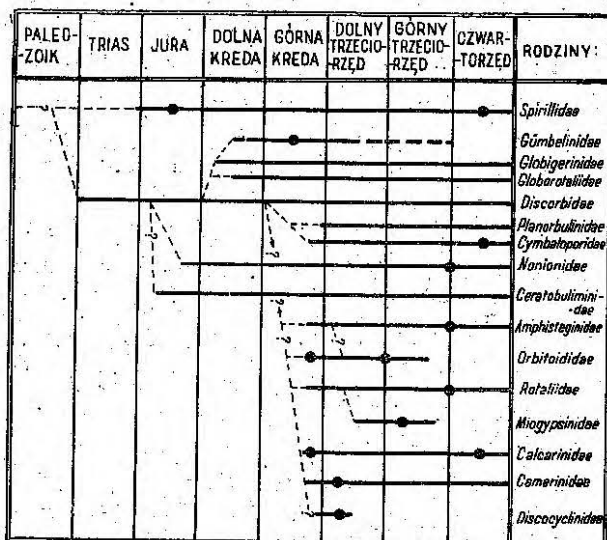 PALEO-
-ZOIK
TRIAS
JURA
DOLNA
KREDA
GÓRNA
KREDA
DOLNY
TRZECIO-
RZĘD
GÓRNY
TRZECIO-
RZĘD
CZWAR-
-TORZĘD
RODZINY:
Spirillidae
Gümbelinidae
Globigerinidae
Globorotaliidae
Discorbidae
Planorbulinidae
Cymbaloporidae
Nonionidae
Ceratobulimini-
-dae
Amphisteginidae
Orbitoididae
Rotaliidae
Miogypsinidae
Calcarinidae
Camerinidae
Discocyclinidae